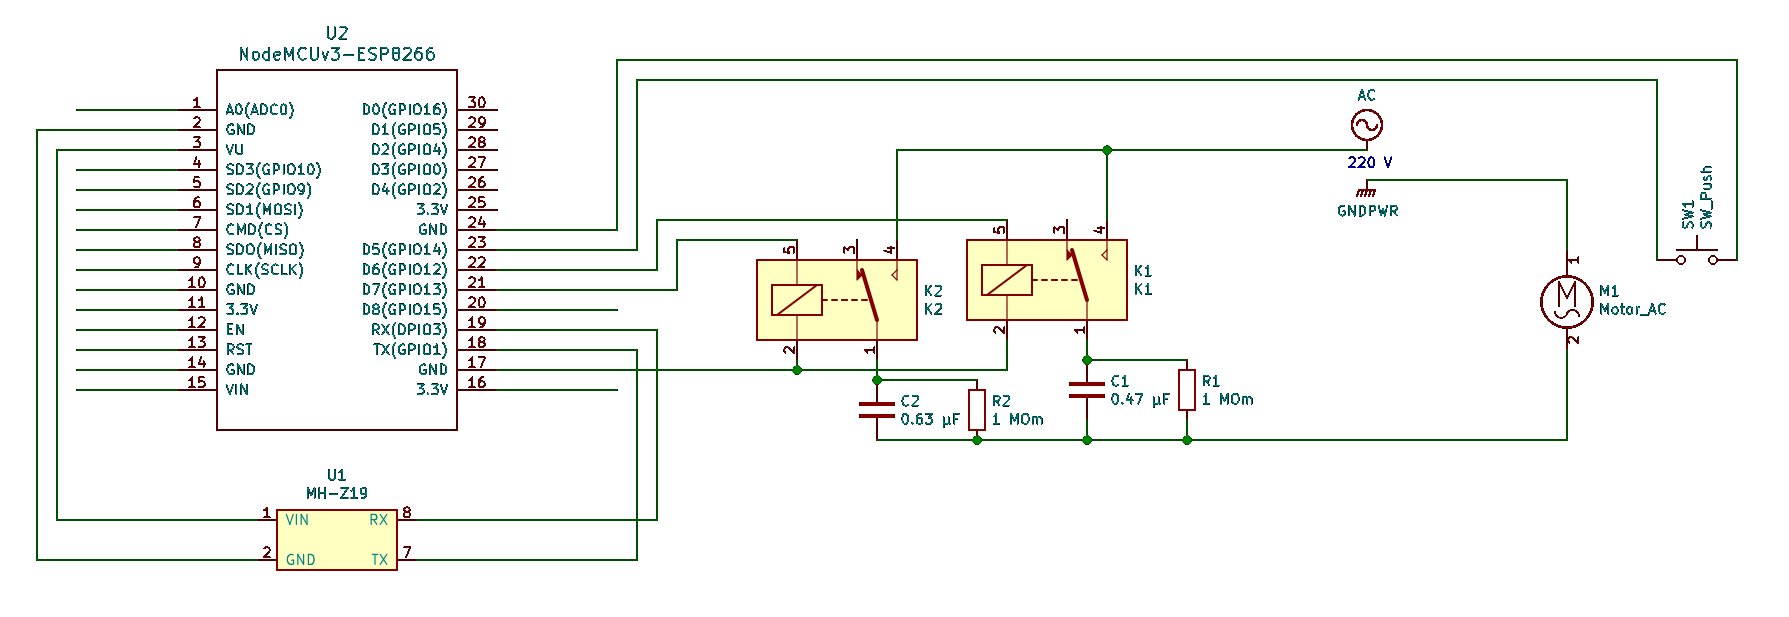 U2
NodeMCUv3-ESP8266
1 A0(ADC0) D0(GPIO16) 30
2 GND D1(GPIO5) 29
3 VU D2(GPIO4) 28
4 SD3(GPIO10) D3(GPIO0) 27
5 SD2(GPIO9) D4(GPIO2) 26
6 SD1(MOSI) 3.3V 25
7 CMD(CS) GND 24
8 SDO(MISO) D5(GPIO14) 23
9 CLK(SCLK) D6(GPIO12) 22
10 GND D7(GPIO13) 21
11 3.3V D8(GPIO15) 20
12 EN RX(DPIO3) 19
13 RST TX(GPIO1) 18
14 GND GND 17
15 VIN 3.3V 16
U1
MH-Z19
1 VIN RX 8
2 GND TX 7
5 3 4
K2
K2
2 1
5 3 4
K1
K1
2 1
C2
0.63 µF
R2
1 MOm
C1
0.47 µF
R1
1 MOm
AC
220 V
GNDPWR
1
M
M1
Motor_AC
2
SW1
SW_Push